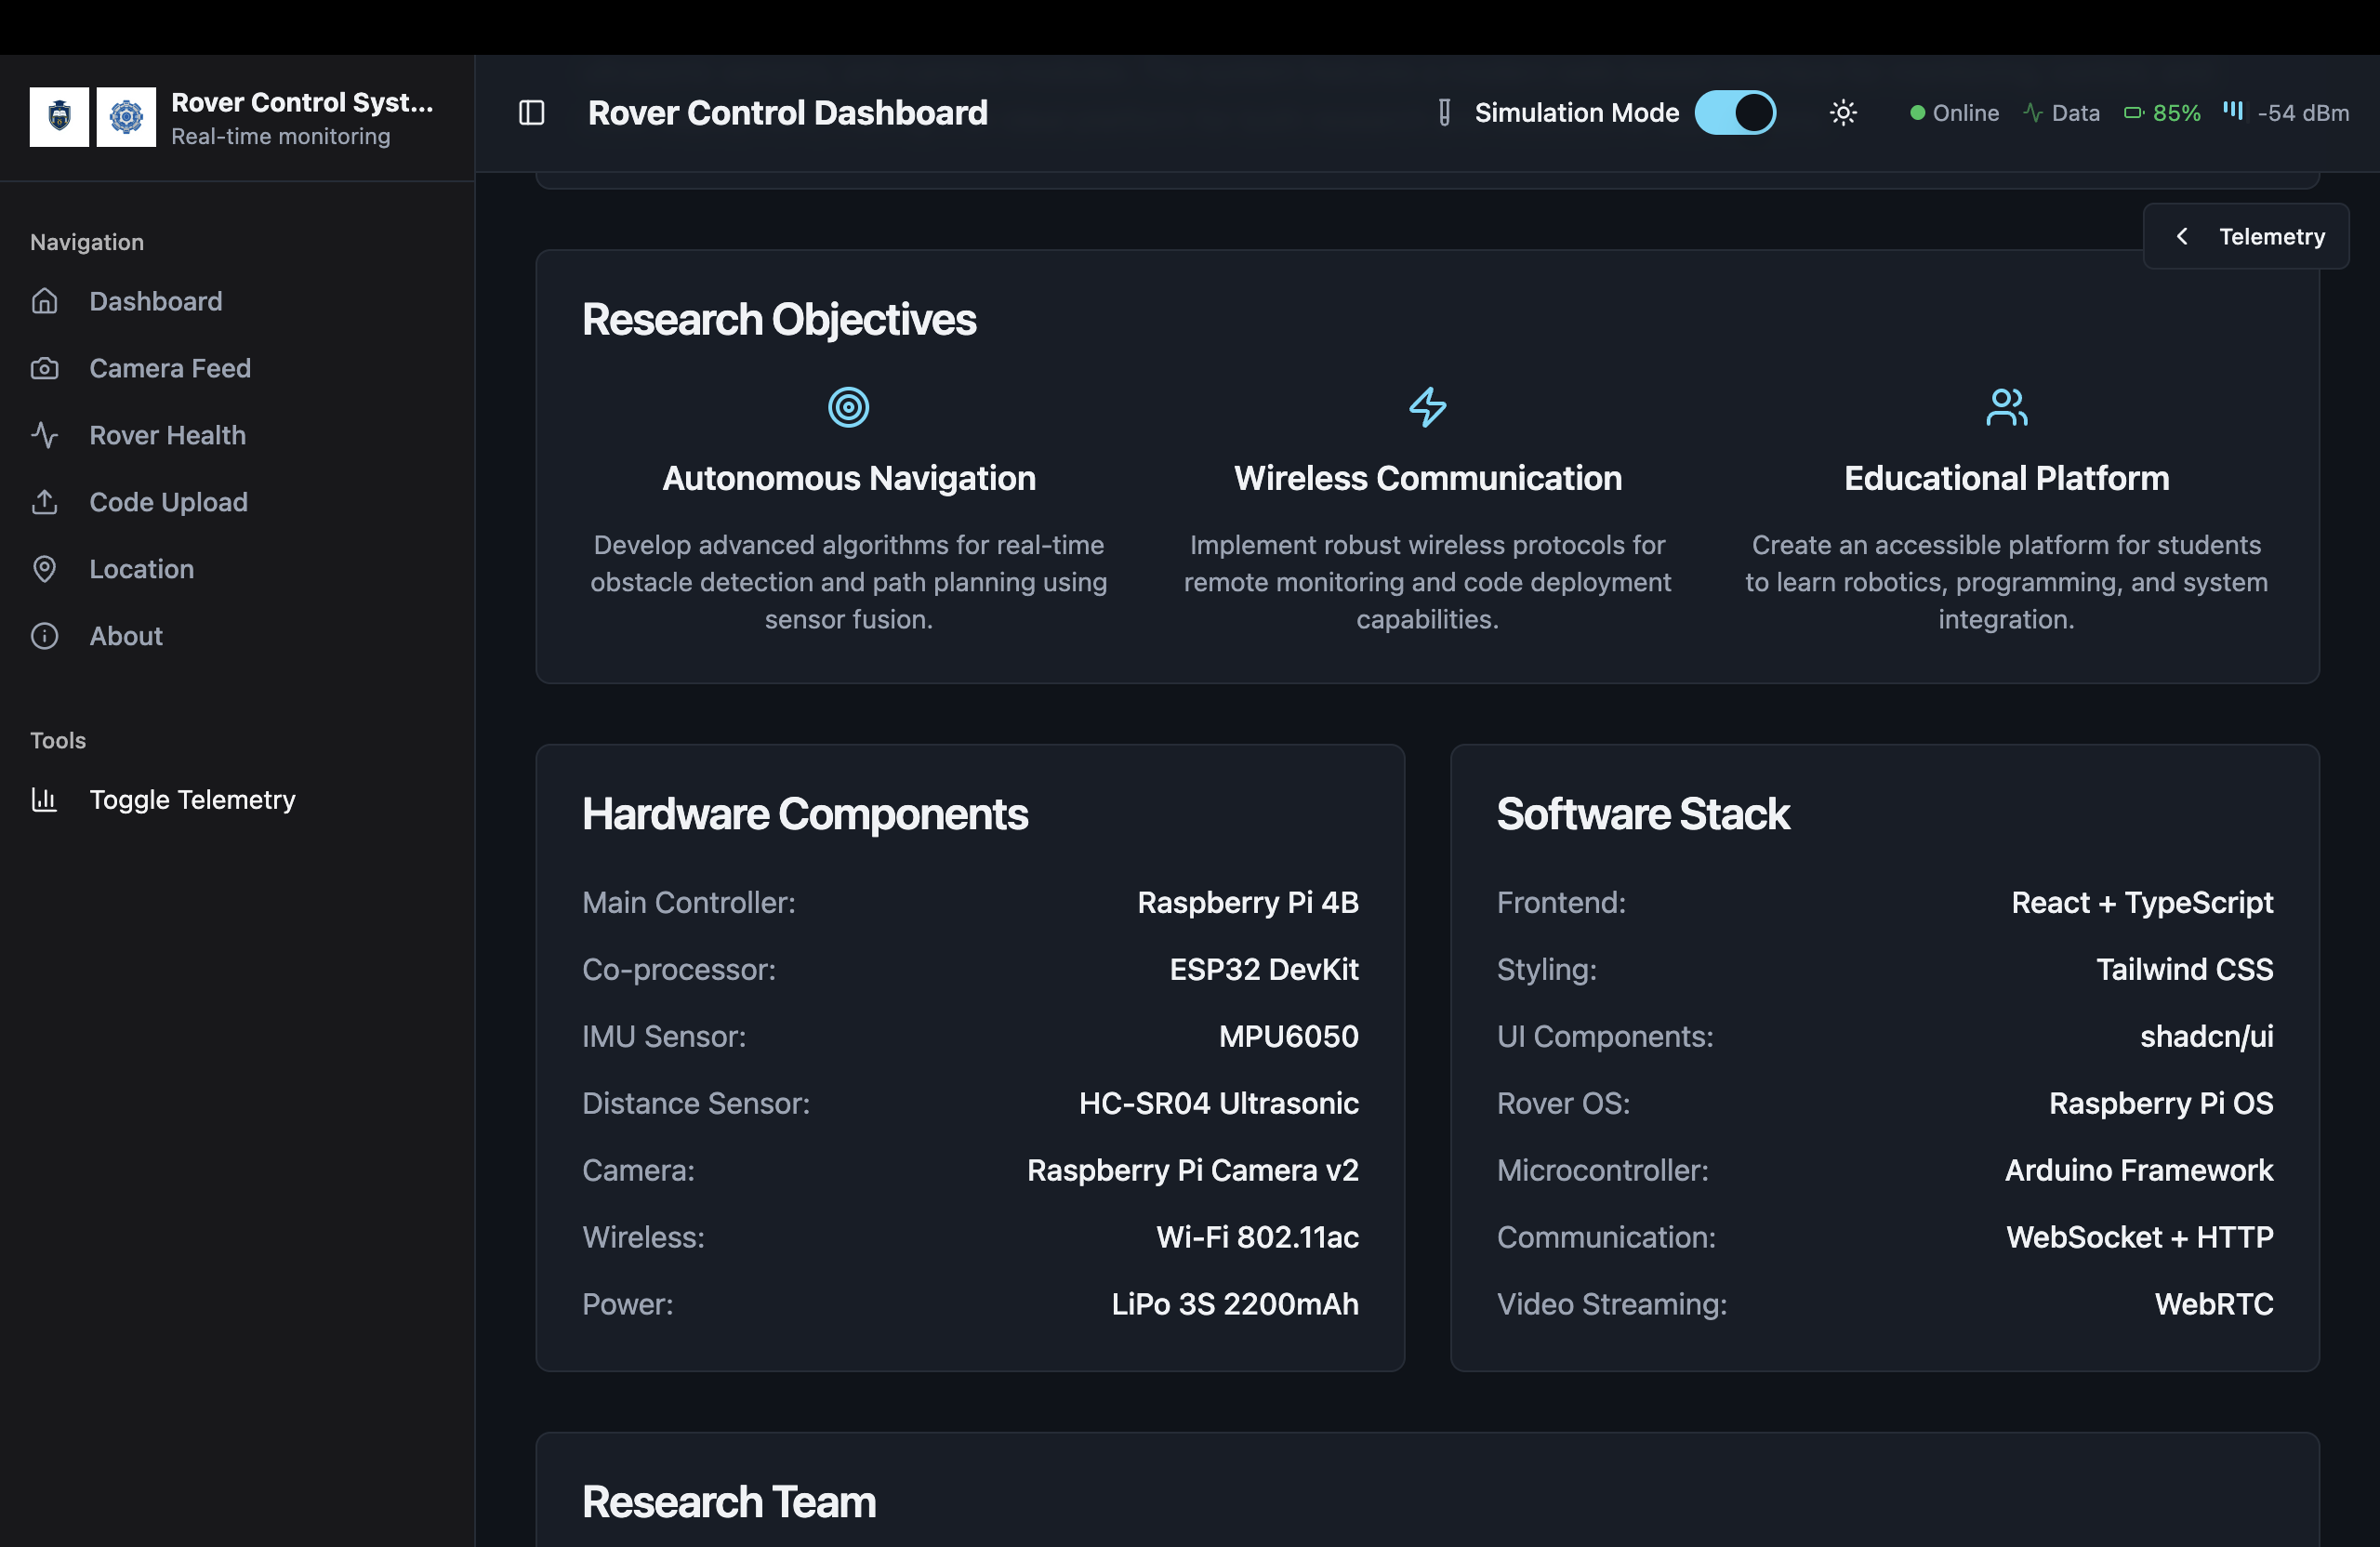 Rover Control Syst...
Real-time monitoring
Navigation
Dashboard
Camera Feed
Rover Health
Code Upload
Location
About
Tools
Toggle Telemetry
Rover Control Dashboard
Simulation Mode
Online
Data
85%
-54 dBm
Telemetry
Research Objectives
Autonomous Navigation
Develop advanced algorithms for real-time
obstacle detection and path planning using
sensor fusion.
Wireless Communication
Implement robust wireless protocols for
remote monitoring and code deployment
capabilities.
Educational Platform
Create an accessible platform for students
to learn robotics, programming, and system
integration.
Hardware Components
Main Controller: Raspberry Pi 4B
Co-processor: ESP32 DevKit
IMU Sensor: MPU6050
Distance Sensor: HC-SR04 Ultrasonic
Camera: Raspberry Pi Camera v2
Wireless: Wi-Fi 802.11ac
Power: LiPo 3S 2200mAh
Software Stack
Frontend: React + TypeScript
Styling: Tailwind CSS
UI Components: shadcn/ui
Rover OS: Raspberry Pi OS
Microcontroller: Arduino Framework
Communication: WebSocket + HTTP
Video Streaming: WebRTC
Research Team